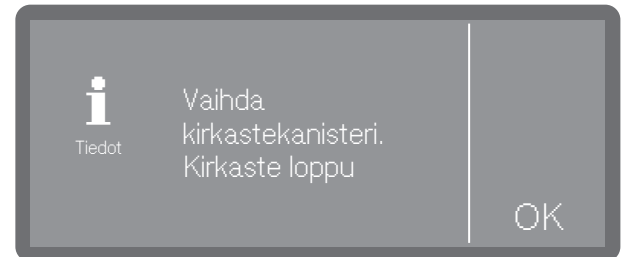 Tiedot
Vaihda
kirkastekanisteri.
Kirkaste loppu
OK